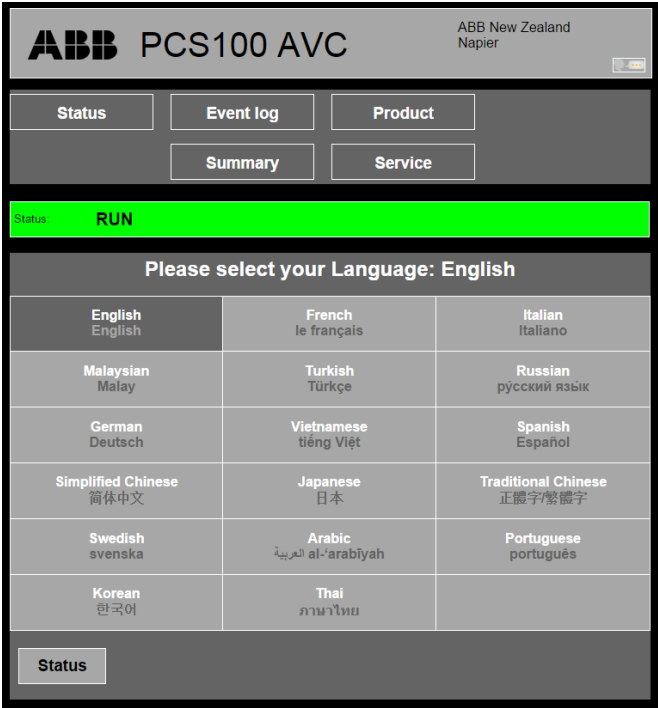 ABB PCS100 AVC
ABB New Zealand
Napier
Status
Event log
Product
Summary
Service
Status: RUN
Please select your Language: English
English
English
French
le français
Italian
Italiano
Malaysian
Malay
Turkish
Türkçe
Russian
ру́сский язы́к
German
Deutsch
Vietnamese
tiếng Việt
Spanish
Español
Simplified Chinese
简体中文
Japanese
日本
Traditional Chinese
正體字/繁體字
Swedish
svenska
Arabic
العربية al-‘arabīyah
Portuguese
português
Korean
한국어
Thai
ภาษาไทย
Status